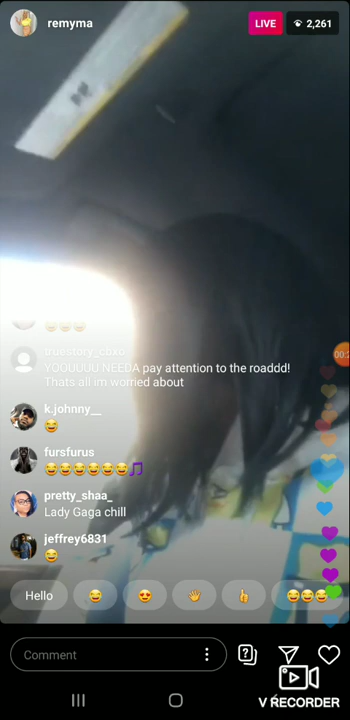 remyma
LIVE
2,261
YOOUUUU NEEDA pay attention to the roaddd!
Thats all im worried about
k.johnny__
fursfurus
pretty_shaa_
Lady Gaga chill
jeffrey6831
Hello
Comment
V RECORDER